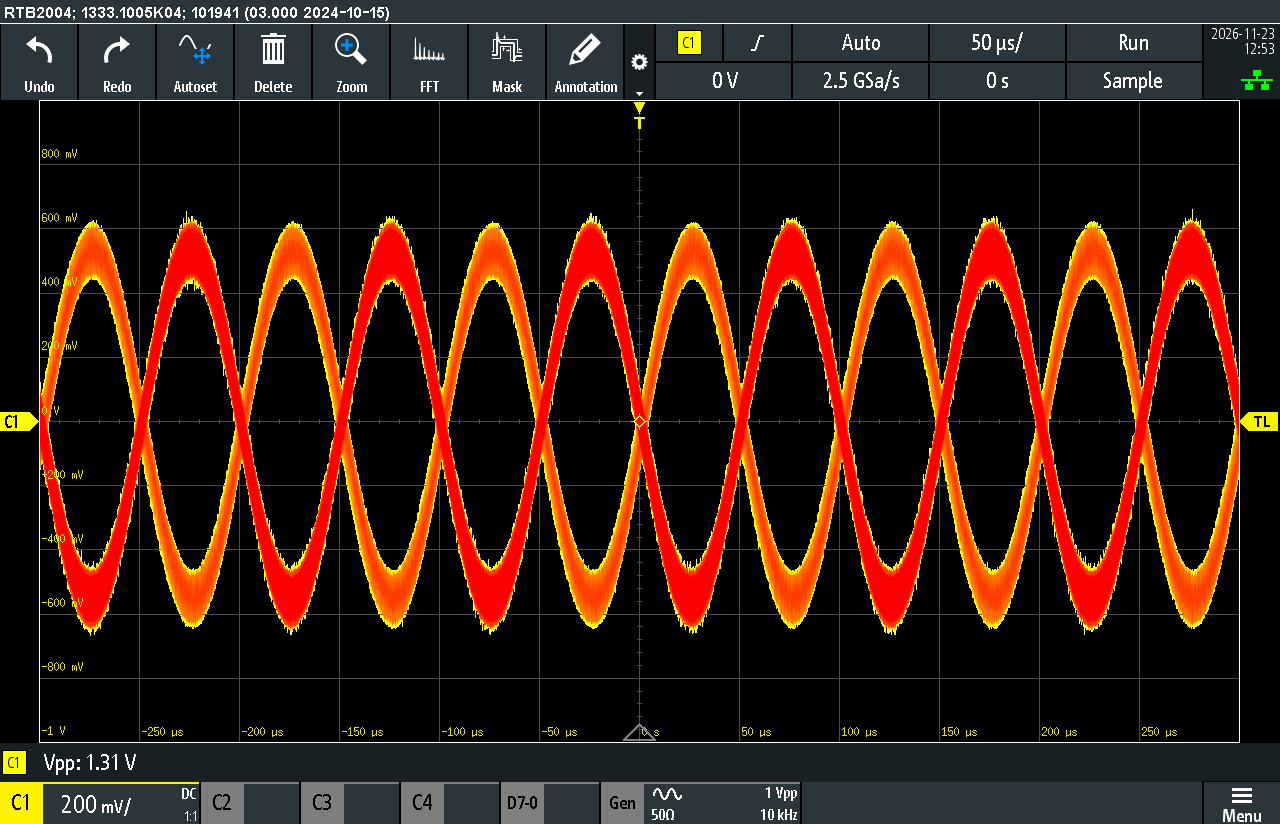 RTB2004; 1333.1005K04; 101941 (03.000 2024-10-15)
Undo
Redo
Autoset
Delete
Zoom
FFT
Mask
Annotation
C1
Auto
50 µs/
Run
0 V
2.5 GSa/s
0 s
Sample
2026-11-23
12:53
T
800 mV
600 mV
400 mV
200 mV
0 V
-200 mV
-400 mV
-600 mV
-800 mV
-1 V
C1
TL
-250 µs
-200 µs
-150 µs
-100 µs
-50 µs
0 s
50 µs
100 µs
150 µs
200 µs
250 µs
C1 Vpp: 1.31 V
C1
200 mV/
DC
1:1
C2
C3
C4
D7-0
Gen
50Ω
1 Vpp
10 kHz
Menu